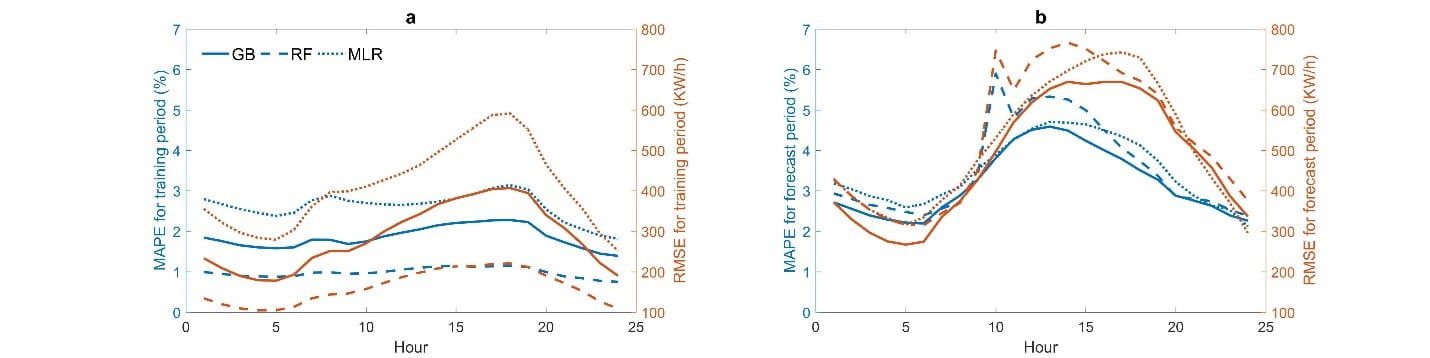 a
MAPE for training period (%)
7
6
5
4
3
2
1
0
GB RF MLR
800
700
600
500
400
300
200
100
RMSE for training period (KW/h)
0 5 10 15 20 25
Hour
b
MAPE for forecast period (%)
7
6
5
4
3
2
1
0
800
700
600
500
400
300
200
100
RMSE for forecast period (KW/h)
0 5 10 15 20 25
Hour